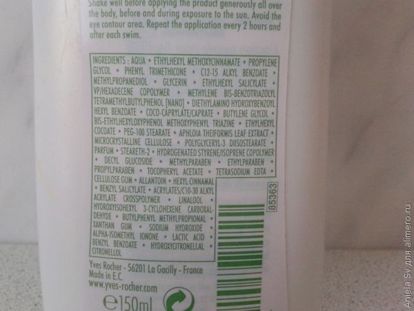 Shake well before applying the product generously all over
the body, before and during exposure to the sun. Avoid the
eye contour area. Repeat the application every 2 hours and
after each swim.
INGREDIENTS : AQUA • ETHYLHEXYL METHOXYCINNAMATE • PROPYLENE
GLYCOL • PHENYL TRIMETHICONE • C12-15 ALKYL BENZOATE •
METHYLPROPANEDIOL • GLYCERIN • ETHYLHEXYL SALICYLATE •
VP/HEXADECENE COPOLYMER • METHYLENE BIS-BENZOTRIAZOLYL
TETRAMETHYLBUTYLPHENOL [NANO] • DIETHYLAMINO HYDROXYBENZOYL
HEXYL BENZOATE • COCO-CAPRYLATE/CAPRATE • BUTYLENE GLYCOL •
BIS-ETHYLHEXYLOXYPHENOL METHOXYPHENYL TRIAZINE • ETHYLHEXYL
COCOATE • PEG-100 STEARATE • APHLOIA THEIFORMIS LEAF EXTRACT •
MICROCRYSTALLINE CELLULOSE • POLYGLYCERYL-3 DIISOSTEARATE •
PARFUM • STEARETH-2 • HYDROGENATED STYRENE/ISOPRENE COPOLYMER
• DECYL GLUCOSIDE • METHYLPARABEN • ETHYLPARABEN •
PROPYLPARABEN • TOCOPHERYL ACETATE • TETRASODIUM EDTA •
CELLULOSE GUM • ALLANTOIN • HEXYL CINNAMAL
• BENZYL SALICYLATE • ACRYLATES/C10-30 ALKYL
ACRYLATE CROSSPOLYMER • LINALOOL •
HYDROXYISOHEXYL 3-CYCLOHEXENE CARBOXAL-
DEHYDE • BUTYLPHENYL METHYLPROPIONAL •
XANTHAN GUM • SODIUM HYDROXIDE •
ALPHA-ISOMETHYL IONONE • LACTIC ACID •
BENZYL BENZOATE • HYDROXYCITRONELLAL •
CITRONELLOL
85363
Yves Rocher - 56201 La Gacilly - France
Made in E.C.
www.yves-rocher.com
e150ml
Aniela Sv для almero.ru